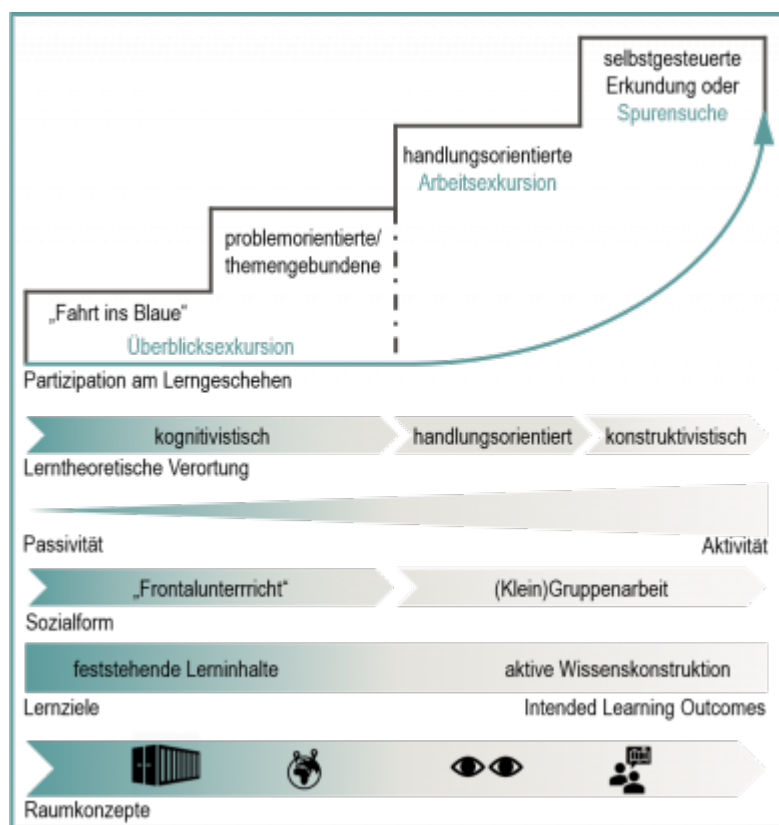 selbstgesteuerte
Erkundung oder
Spurensuche
handlungsorientierte
Arbeitsexkursion
problemorientierte/
themengebundene
„Fahrt ins Blaue“
Überblicksexkursion
Partizipation am Lerngeschehen
kognitivistisch handlungsorientiert konstruktivistisch
Lerntheoretische Verortung
Passivität Aktivität
„Frontalunterrricht“ (Klein)Gruppenarbeit
Sozialform
feststehende Lerninhalte aktive Wissenskonstruktion
Lernziele Intended Learning Outcomes
Raumkonzepte